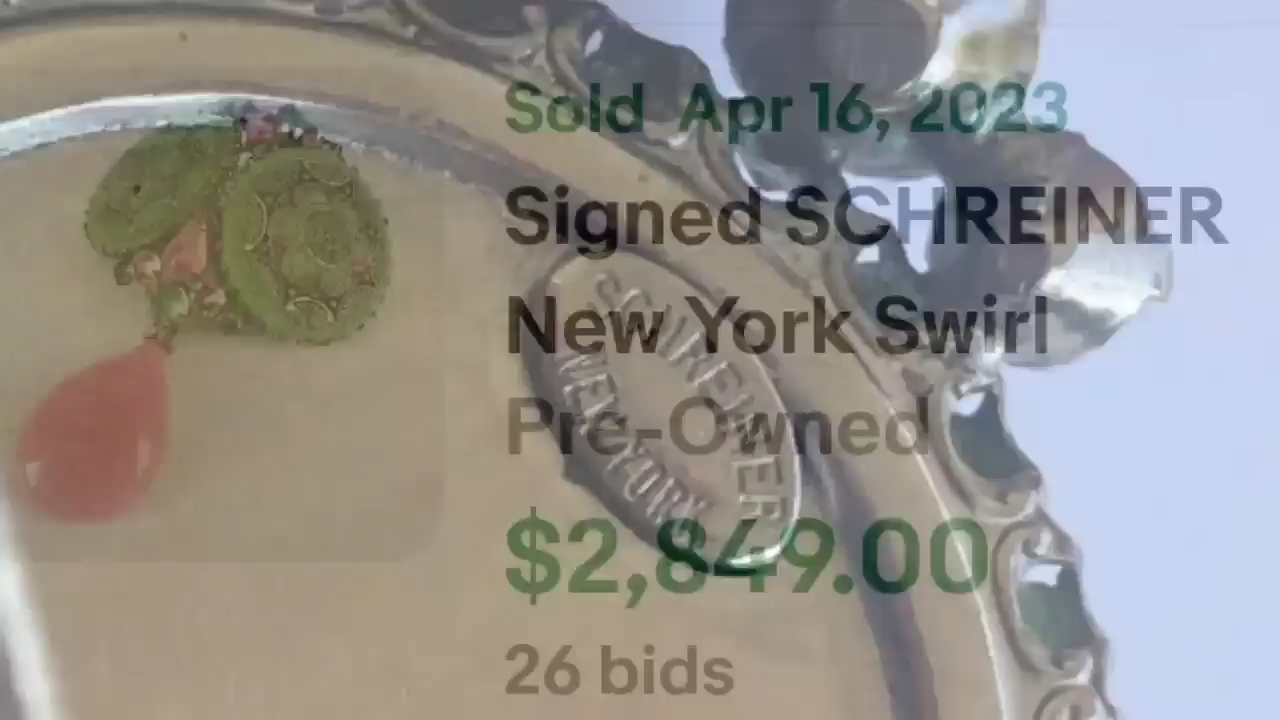 Sold Apr 16, 2023
Signed SCHREINER
New York Swirl
Pre-Owned
$2,849.00
26 bids
SCHREINER
NEW YORK